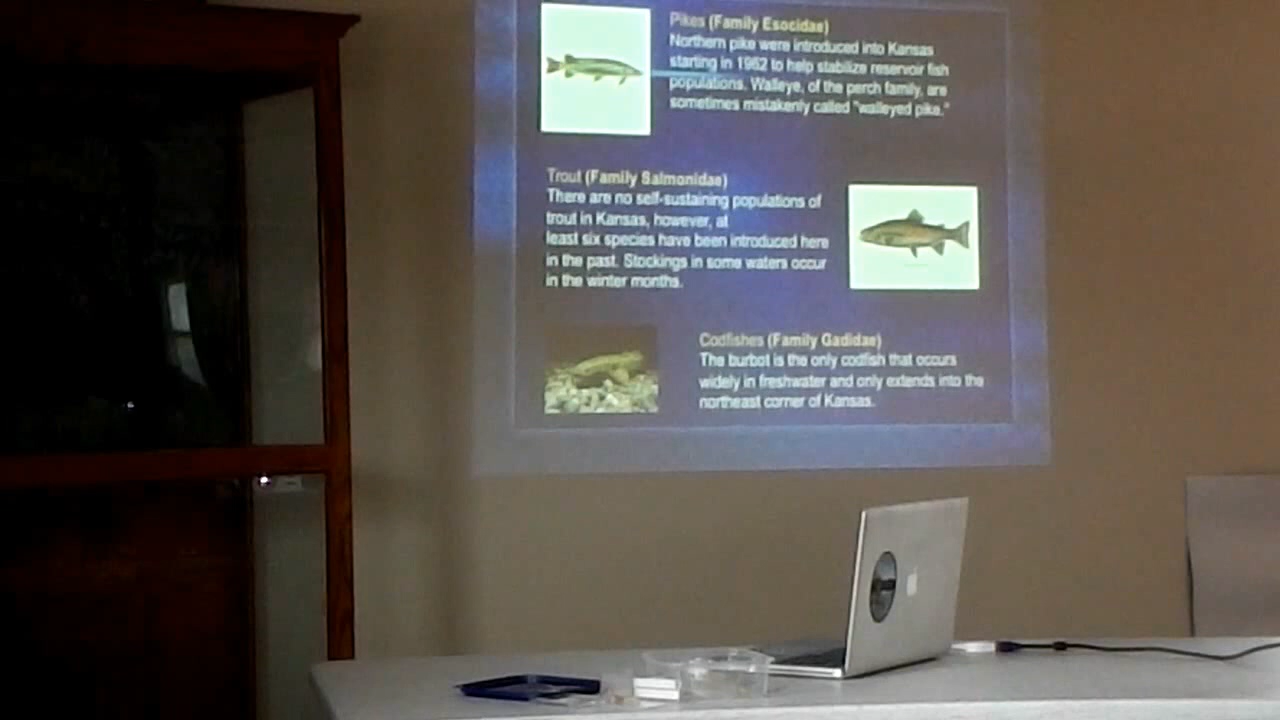 Pikes (Family Esocidae)
Northern pike were introduced into Kansas
starting in 1962 to help stabilize reservoir fish
populations. Walleye, of the perch family, are
sometimes mistakenly called "walleyed pike."
Trout (Family Salmonidae)
There are no self-sustaining populations of
trout in Kansas, however, at
least six species have been introduced here
in the past. Stockings in some waters occur
in the winter months.
Codfishes (Family Gadidae)
The burbot is the only codfish that occurs
widely in freshwater and only extends into the
northeast corner of Kansas.